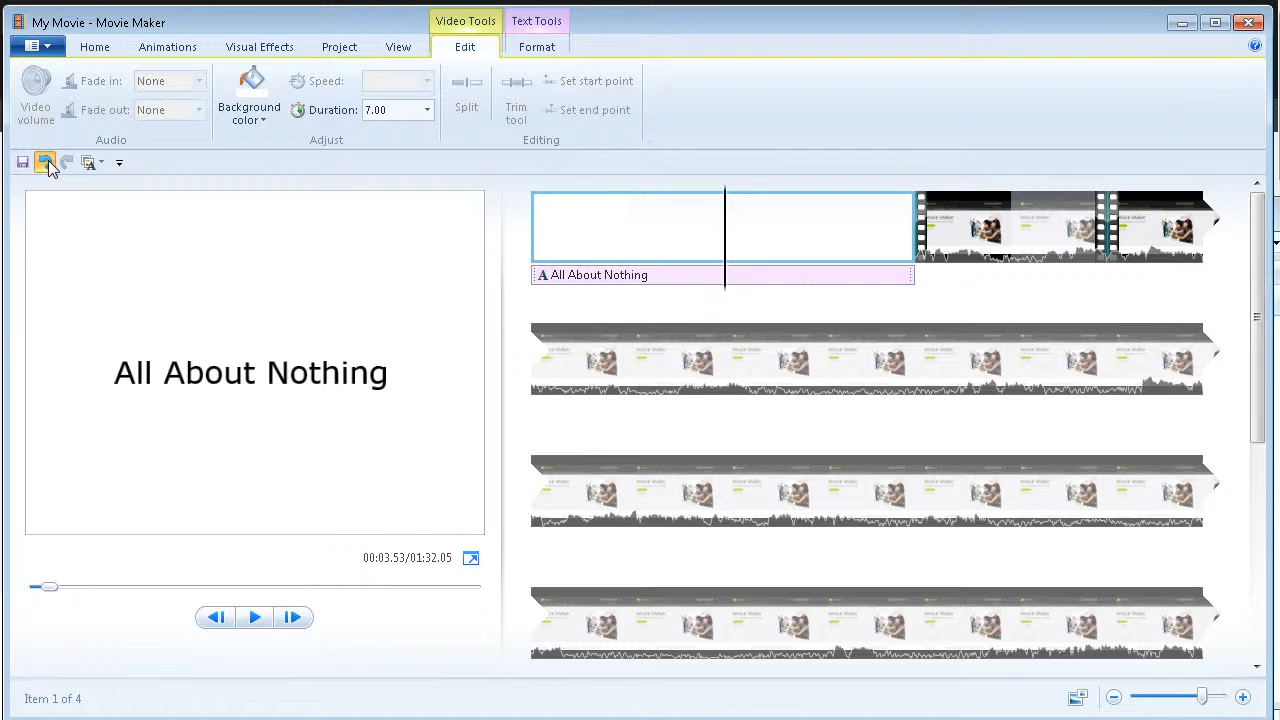 My Movie - Movie Maker
Video Tools
Text Tools
Home
Animations
Visual Effects
Project
View
Edit
Format
Video volume
Fade in: None
Fade out: None
Audio
Background color
Speed:
Duration: 7.00
Adjust
Split
Trim tool
Set start point
Set end point
Editing
A All About Nothing
All About Nothing
00:03.53/01:32.05
Item 1 of 4